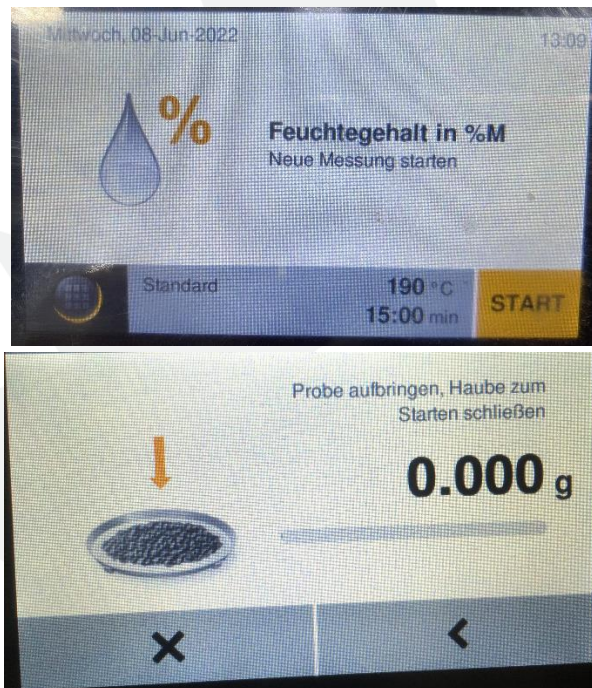 Mittwoch, 08-Jun-2022
13:09
%
Feuchtegehalt in %M
Neue Messung starten
Standard
190 °C
15:00 min
START
Probe aufbringen, Haube zum
Starten schließen
0.000 g